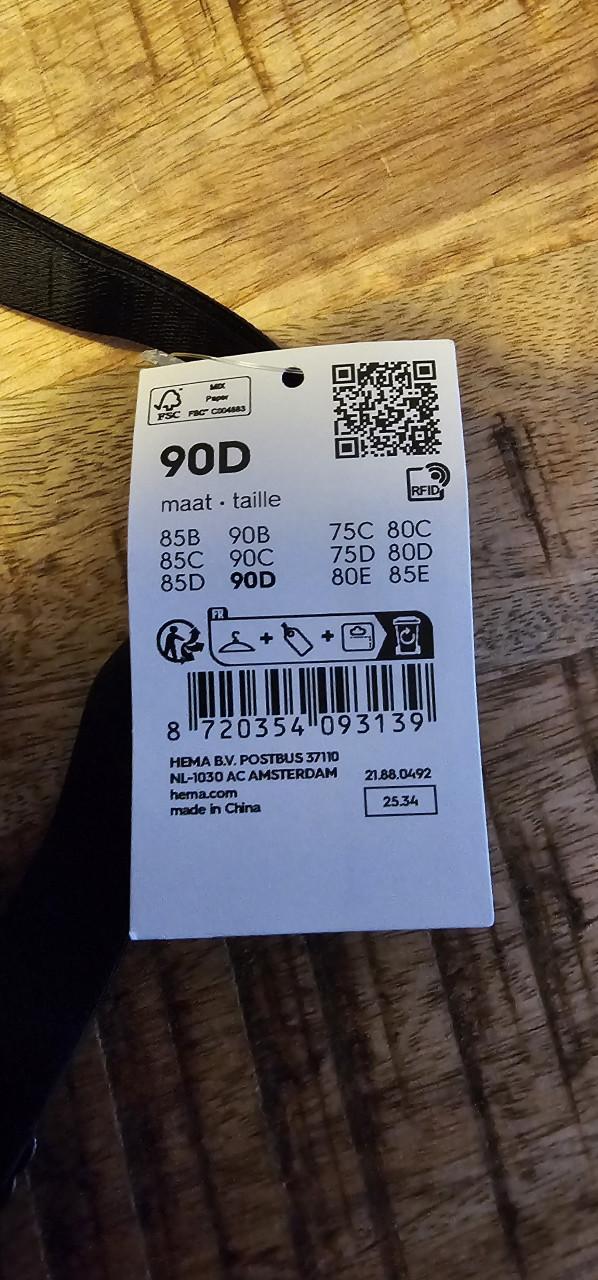 MIX
Paper
FSC™ C004883
FSC
90D
RFID
maat • taille
85B 90B 75C 80C
85C 90C 75D 80D
85D 90D 80E 85E
FR
8 720354 093139
HEMA B.V. POSTBUS 37110
NL-1030 AC AMSTERDAM
hema.com
made in China
21.88.0492
25.34